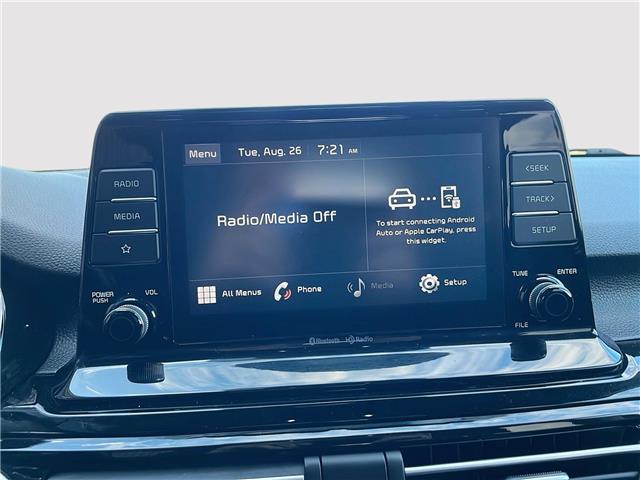 Menu Tue, Aug. 26 7:21 AM
RADIO
MEDIA
<SEEK
TRACK>
SETUP
Radio/Media Off
To start connecting Android
Auto or Apple CarPlay, press
this widget.
All Menus Phone Media Setup
POWER
PUSH
VOL
TUNE
ENTER
FILE
Bluetooth HD Radio